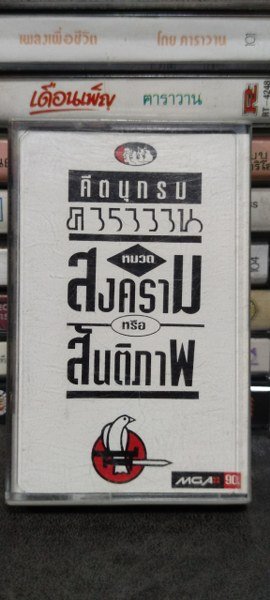 เพลงเพื่อชีวิต โดย คาราวาน
เดือนเพ็ญ คาราวาน
คีตนุกรม
คาราวาน
หมวด
สงคราม
หรือ
สันติภาพ
MGA 90